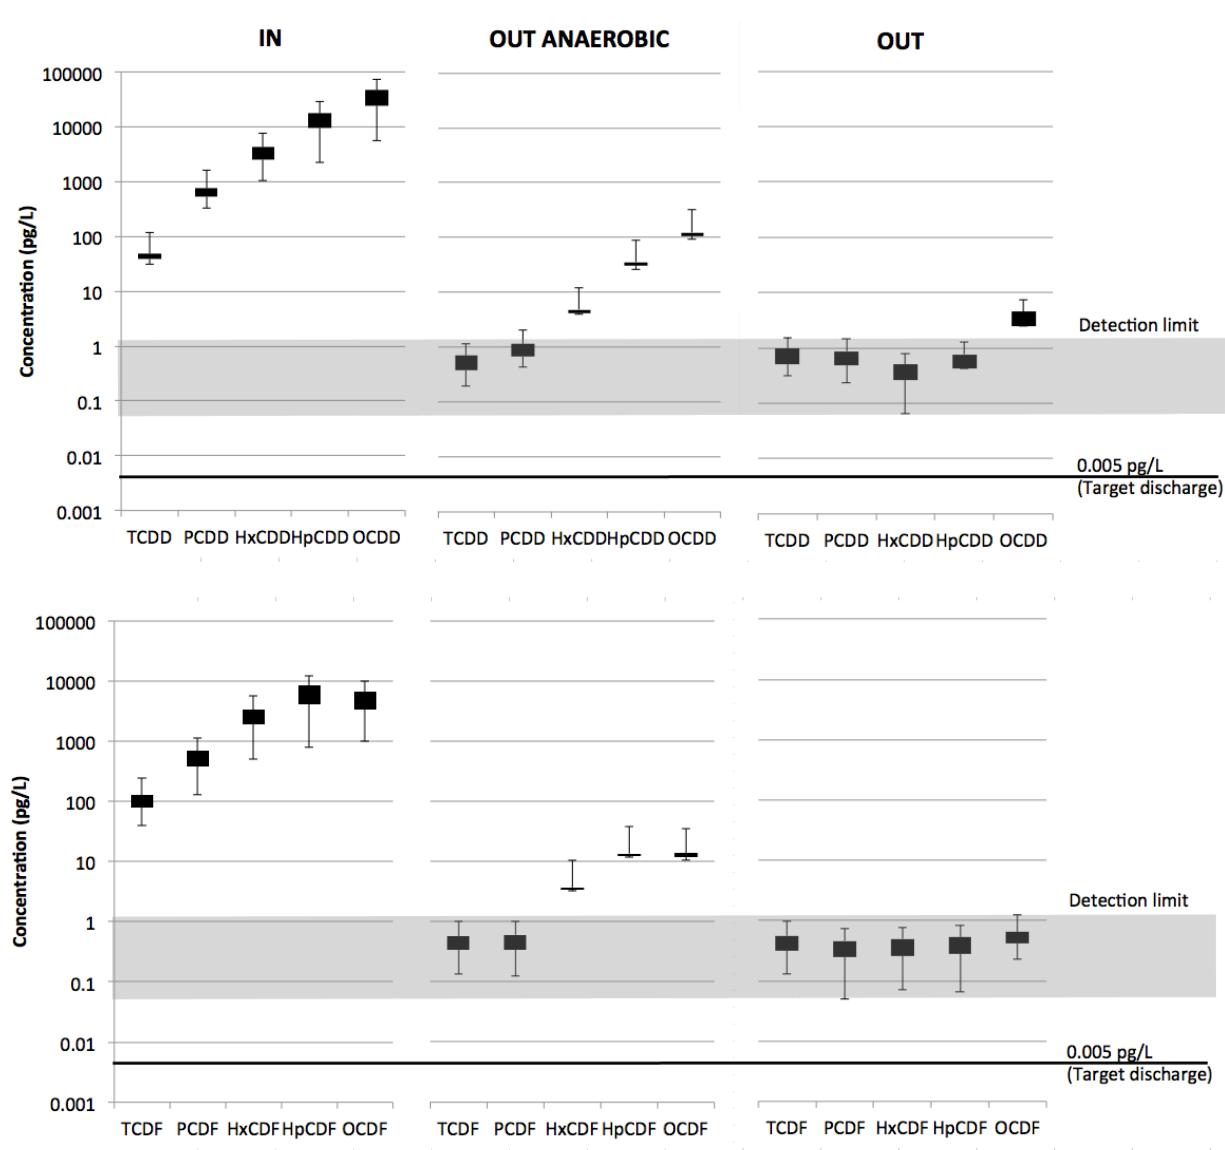 IN OUT ANAEROBIC OUT
Concentration (pg/L)
100000
10000
1000
100
10
1
0.1
0.01
0.001
Detection limit
0.005 pg/L
(Target discharge)
TCDD PCDD HxCDD HpCDD OCDD TCDD PCDD HxCDD HpCDD OCDD TCDD PCDD HxCDD HpCDD OCDD
Concentration (pg/L)
100000
10000
1000
100
10
1
0.1
0.01
0.001
Detection limit
0.005 pg/L
(Target discharge)
TCDF PCDF HxCDF HpCDF OCDF TCDF PCDF HxCDF HpCDF OCDF TCDF PCDF HxCDF HpCDF OCDF